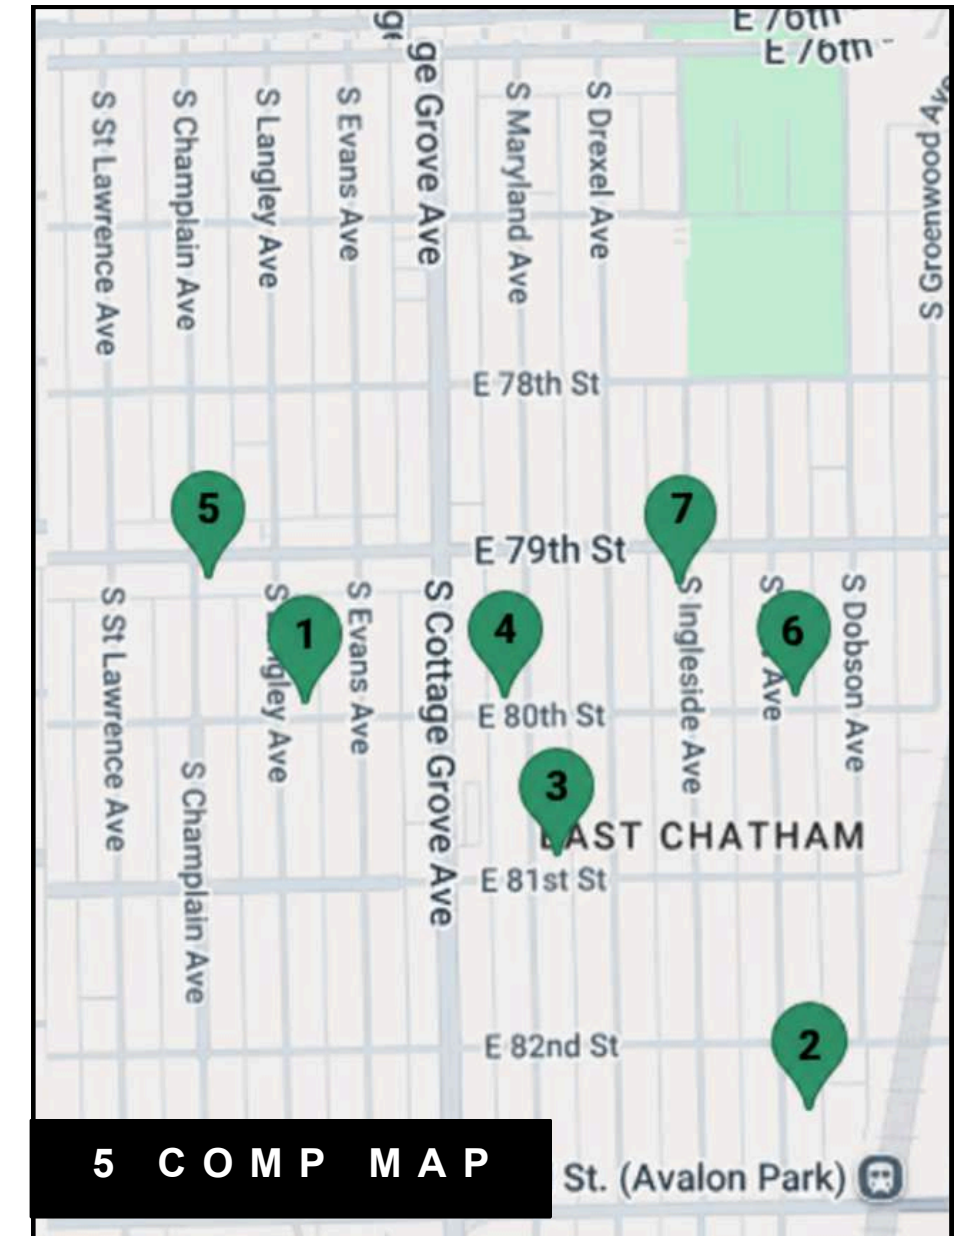 E 76th
E 76th
ge Grove Ave
S St Lawrence Ave
S Champlain Ave
S Langley Ave
S Evans Ave
S Maryland Ave
S Drexel Ave
S Greenwood
E 78th St
5
7
E 79th St
S St Lawrence Ave
1
S Evans Ave
S Cottage Grove Ave
4
S Ingleside Ave
6
Ave
S Dobson Ave
E 80th St
S Champlain Ave
3
EAST CHATHAM
E 81st St
E 82nd St
2
5 COMP MAP
St. (Avalon Park)